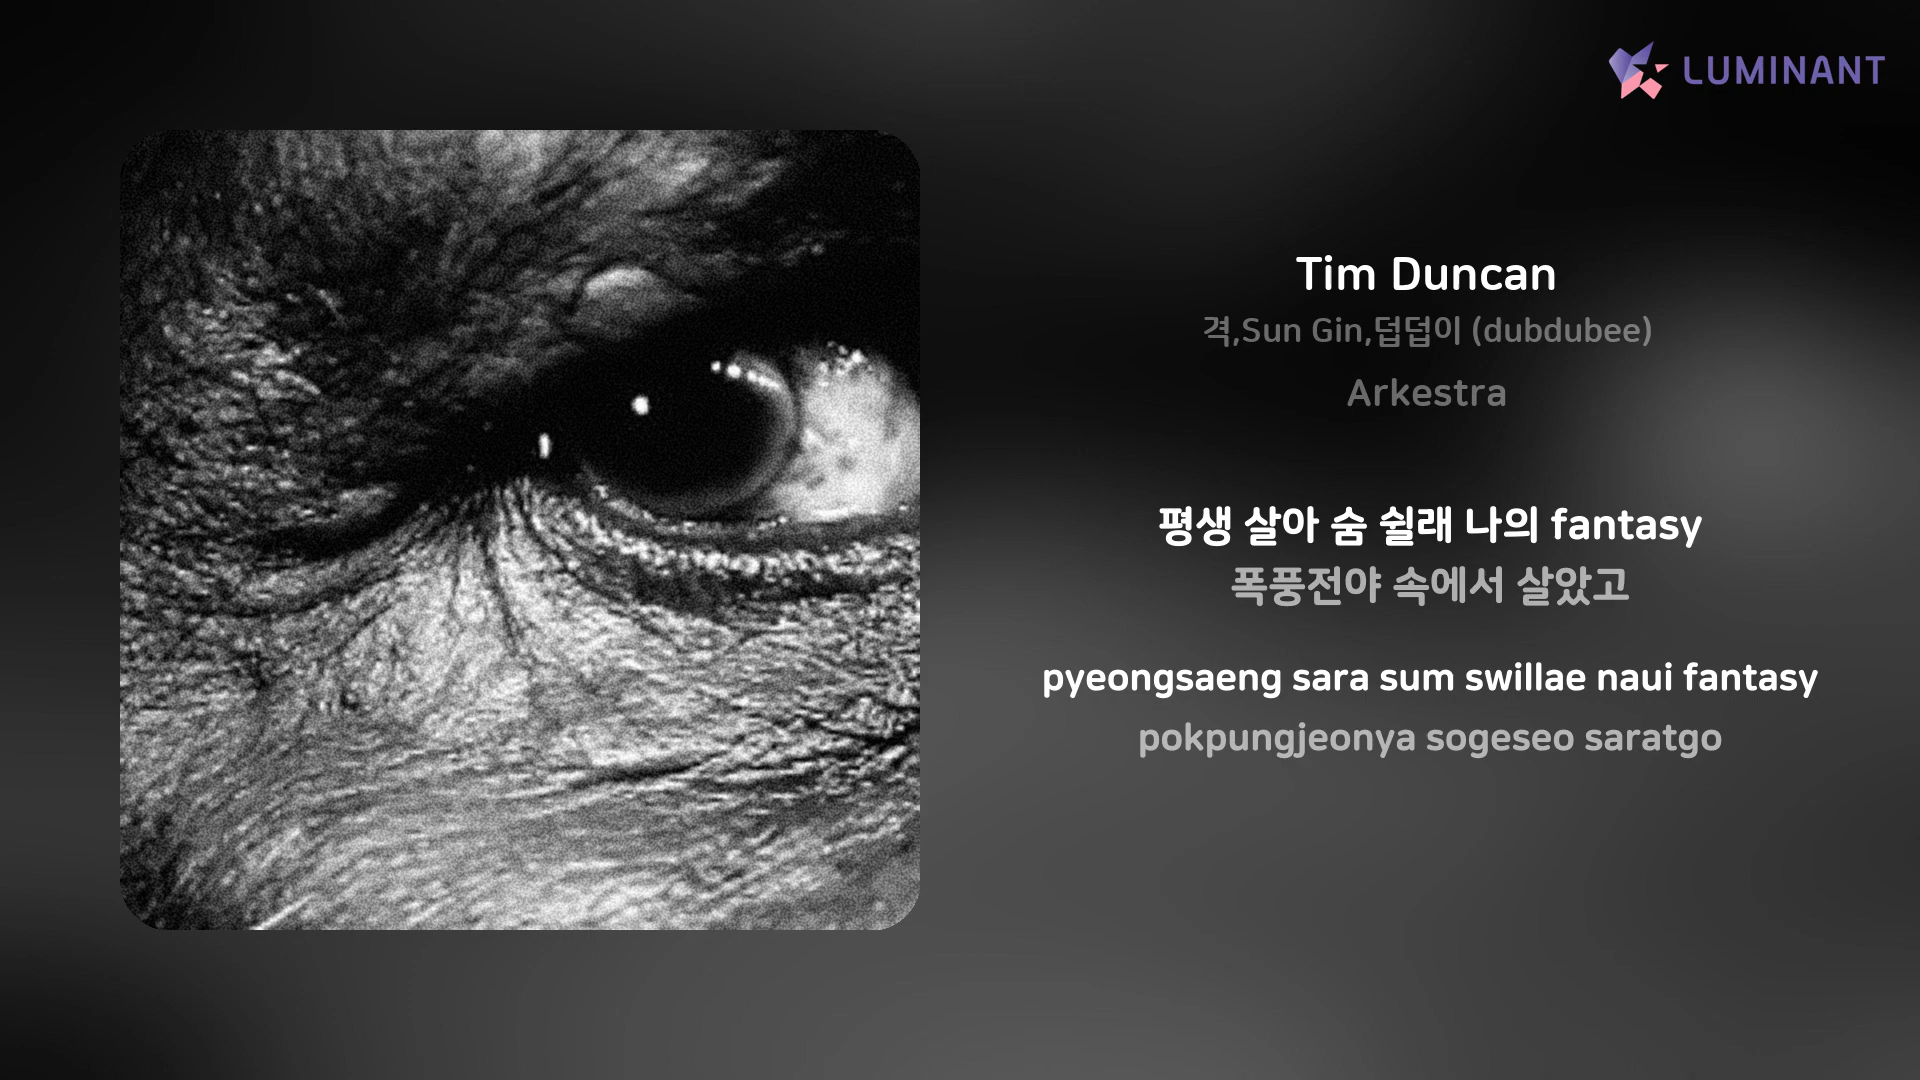 LUMINANT
Tim Duncan
격,Sun Gin,덥덥이 (dubdubee)
Arkestra
평생 살아 숨 쉴래 나의 fantasy
폭풍전야 속에서 살았고
pyeongsaeng sara sum swillae naui fantasy
pokpungjeonya sogeseo saratgo